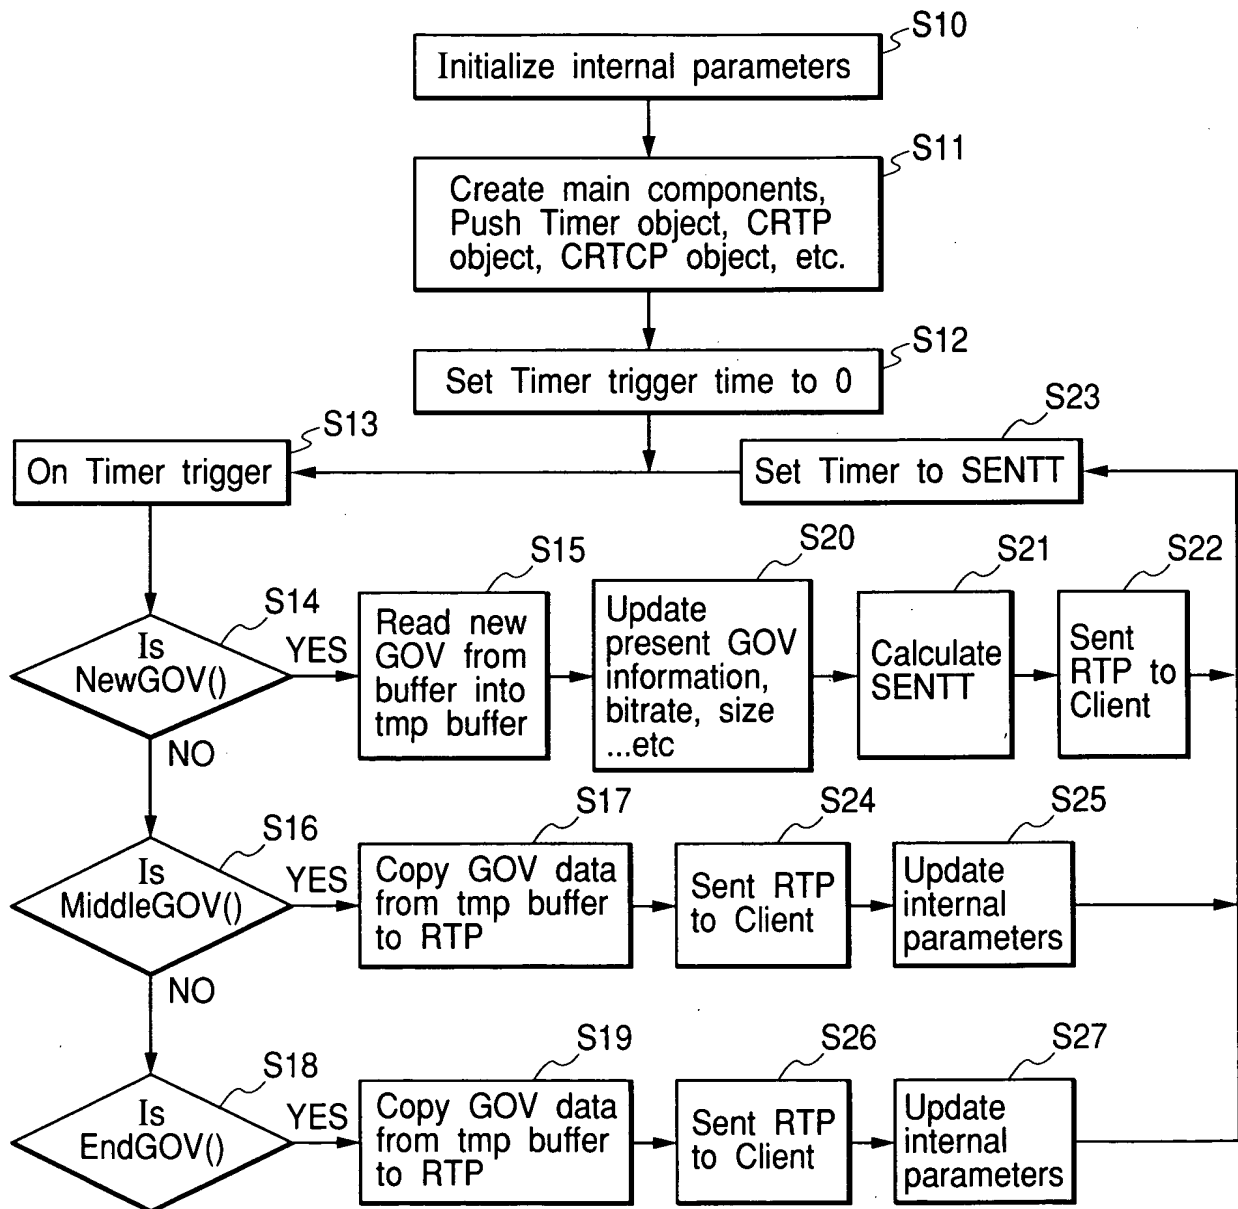 S10
Initialize internal parameters
S11
Create main components,
Push Timer object, CRTP
object, CRTCP object, etc.
S12
Set Timer trigger time to 0
S13
On Timer trigger
S23
Set Timer to SENTT
S14
Is
NewGOV()
YES
NO
S15
Read new
GOV from
buffer into
tmp buffer
S20
Update
present GOV
information,
bitrate, size
...etc
S21
Calculate
SENTT
S22
Sent
RTP to
Client
S16
Is
MiddleGOV()
YES
NO
S17
Copy GOV data
from tmp buffer
to RTP
S24
Sent RTP
to Client
S25
Update
internal
parameters
S18
Is
EndGOV()
YES
S19
Copy GOV data
from tmp buffer
to RTP
S26
Sent RTP
to Client
S27
Update
internal
parameters